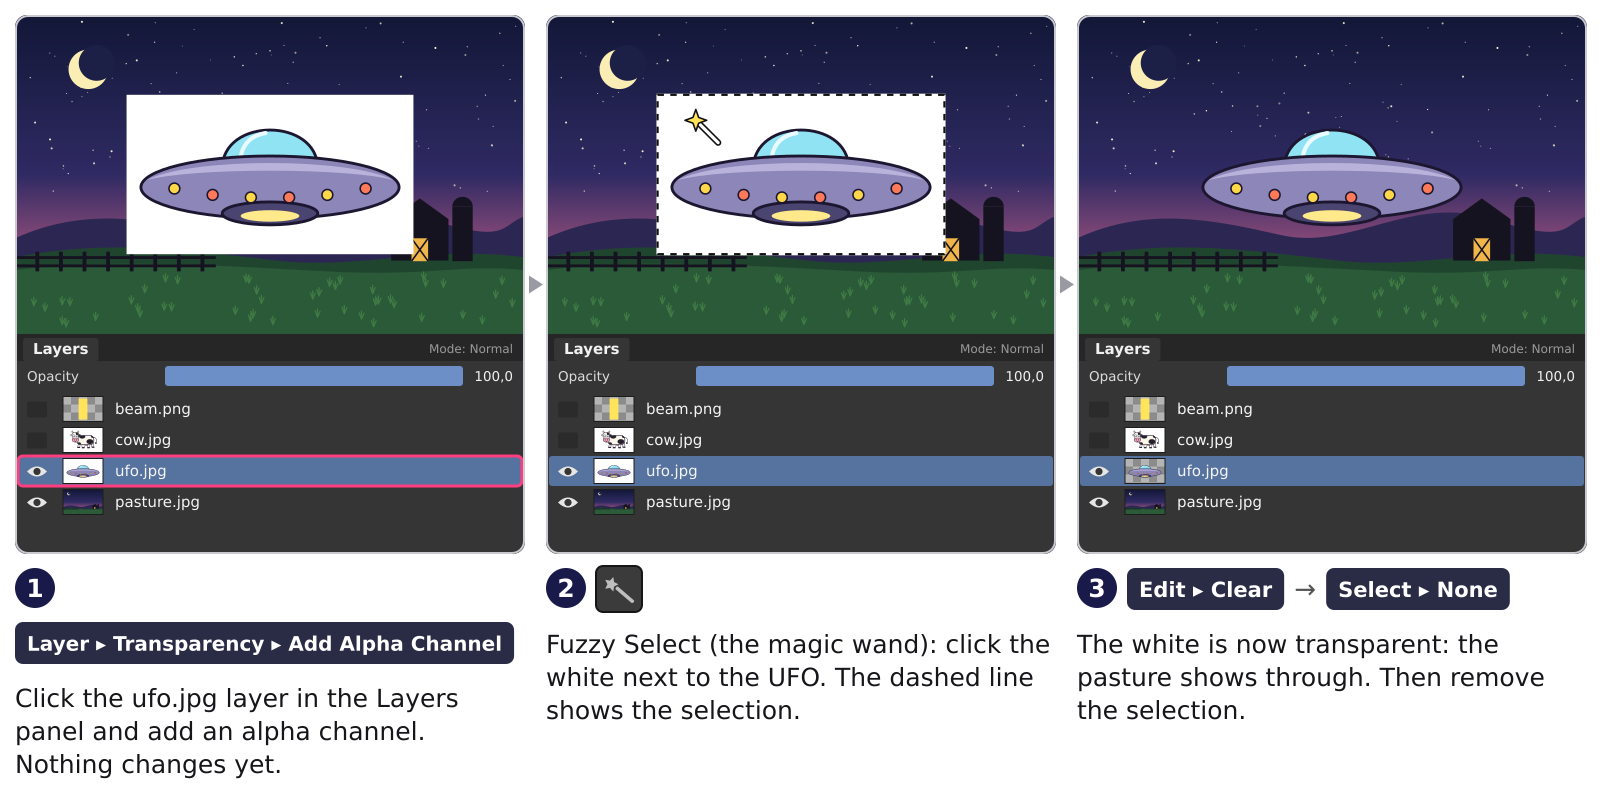 Layers Mode: Normal
Opacity 100,0
beam.png
cow.jpg
ufo.jpg
pasture.jpg
1
Layer ▸ Transparency ▸ Add Alpha Channel
Click the ufo.jpg layer in the Layers
panel and add an alpha channel.
Nothing changes yet.
Layers Mode: Normal
Opacity 100,0
beam.png
cow.jpg
ufo.jpg
pasture.jpg
2
Fuzzy Select (the magic wand): click the
white next to the UFO. The dashed line
shows the selection.
Layers Mode: Normal
Opacity 100,0
beam.png
cow.jpg
ufo.jpg
pasture.jpg
3 Edit ▸ Clear → Select ▸ None
The white is now transparent: the
pasture shows through. Then remove
the selection.